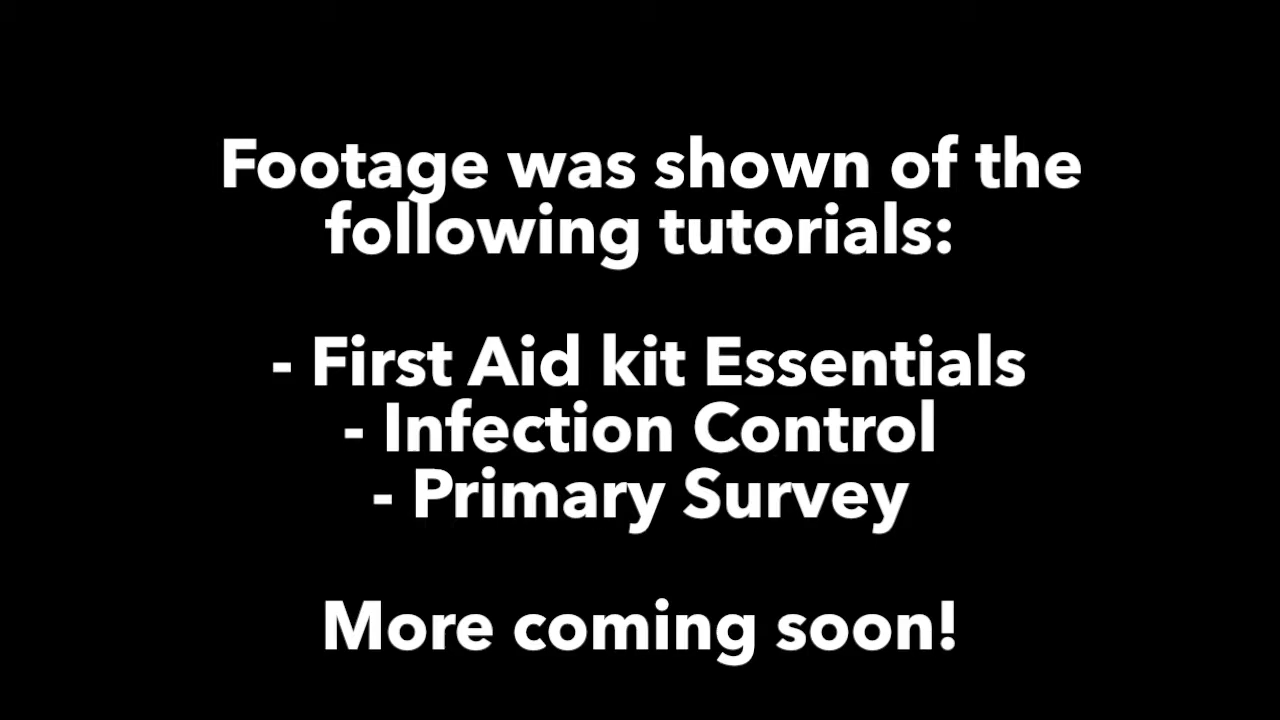 Footage was shown of the
following tutorials:
- First Aid kit Essentials
- Infection Control
- Primary Survey
More coming soon!